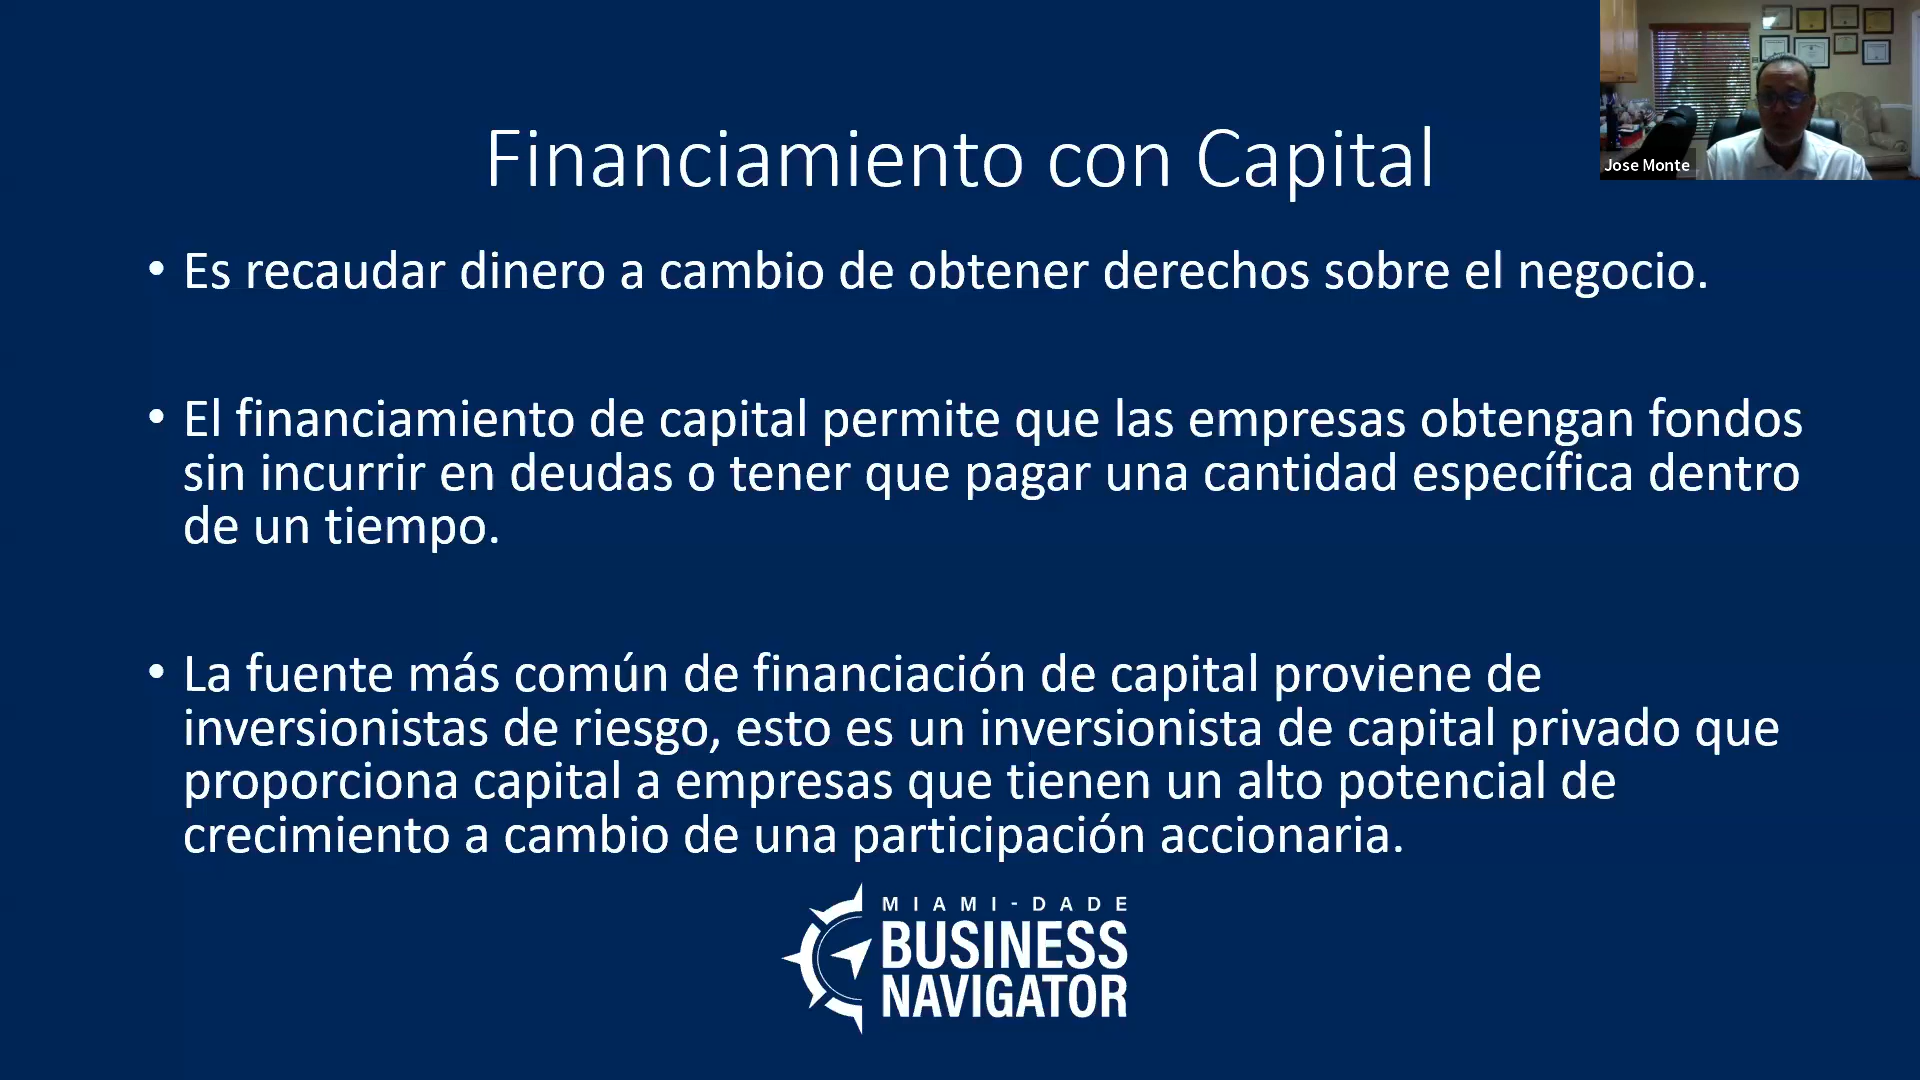 Financiamiento con Capital
Jose Monte
• Es recaudar dinero a cambio de obtener derechos sobre el negocio.
• El financiamiento de capital permite que las empresas obtengan fondos
sin incurrir en deudas o tener que pagar una cantidad específica dentro
de un tiempo.
• La fuente más común de financiación de capital proviene de
inversionistas de riesgo, esto es un inversionista de capital privado que
proporciona capital a empresas que tienen un alto potencial de
crecimiento a cambio de una participación accionaria.
MIAMI-DADE
BUSINESS
NAVIGATOR